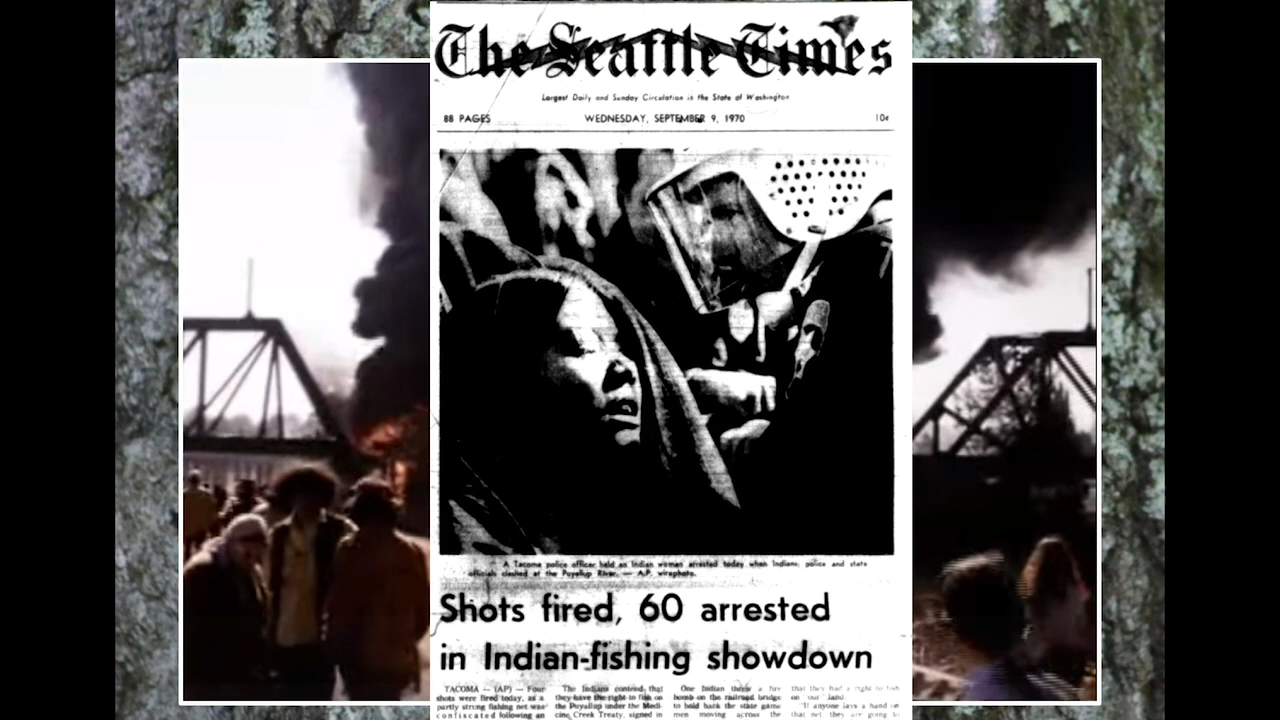 The Seattle Times
Largest Daily and Sunday Circulation in the State of Washington
88 PAGES WEDNESDAY, SEPTEMBER 9, 1970 10¢
A Tacoma police officer held an Indian woman arrested today when Indians, police and state
officials clashed at the Puyallup River. — A.P. wirephoto.
Shots fired, 60 arrested
in Indian-fishing showdown
TACOMA — (AP) — Four
shots were fired today, as a
partly strung fishing net was
confiscated following an
The Indians contend that
they have the right to fish on
the Puyallup under the Medi-
cine Creek Treaty, signed in
One Indian threw a fire
bomb on the railroad bridge
to hold back the state game
men moving across the
that they had a right to fish
on "our" land.
"If anyone lays a hand on
that net, they are going to